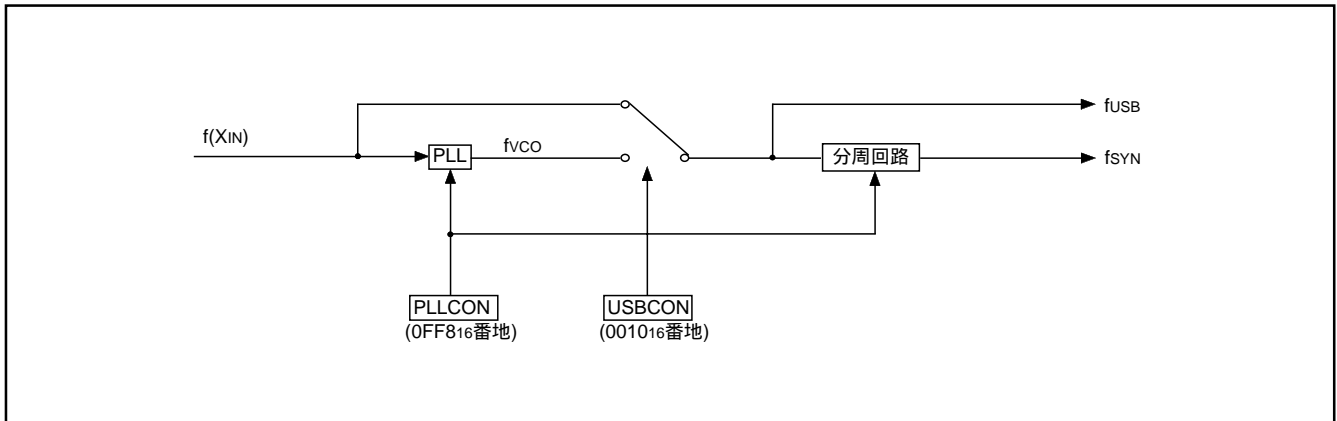 fUSB
f(XIN)
PLL
fVCO
分周回路
fSYN
PLLCON
(0FF816番地)
USBCON
(001016番地)